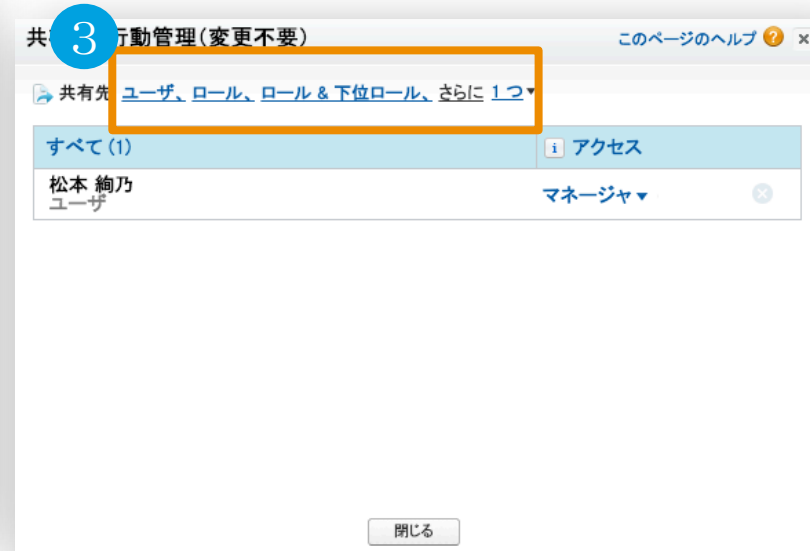 共 行動管理(変更不要)
このページのヘルプ ? ×
3
共有先 ユーザ、 ロール、 ロール & 下位ロール、 さらに 1 つ▼
すべて (1) i アクセス
松本 絢乃
ユーザ
マネージャ▼
閉じる